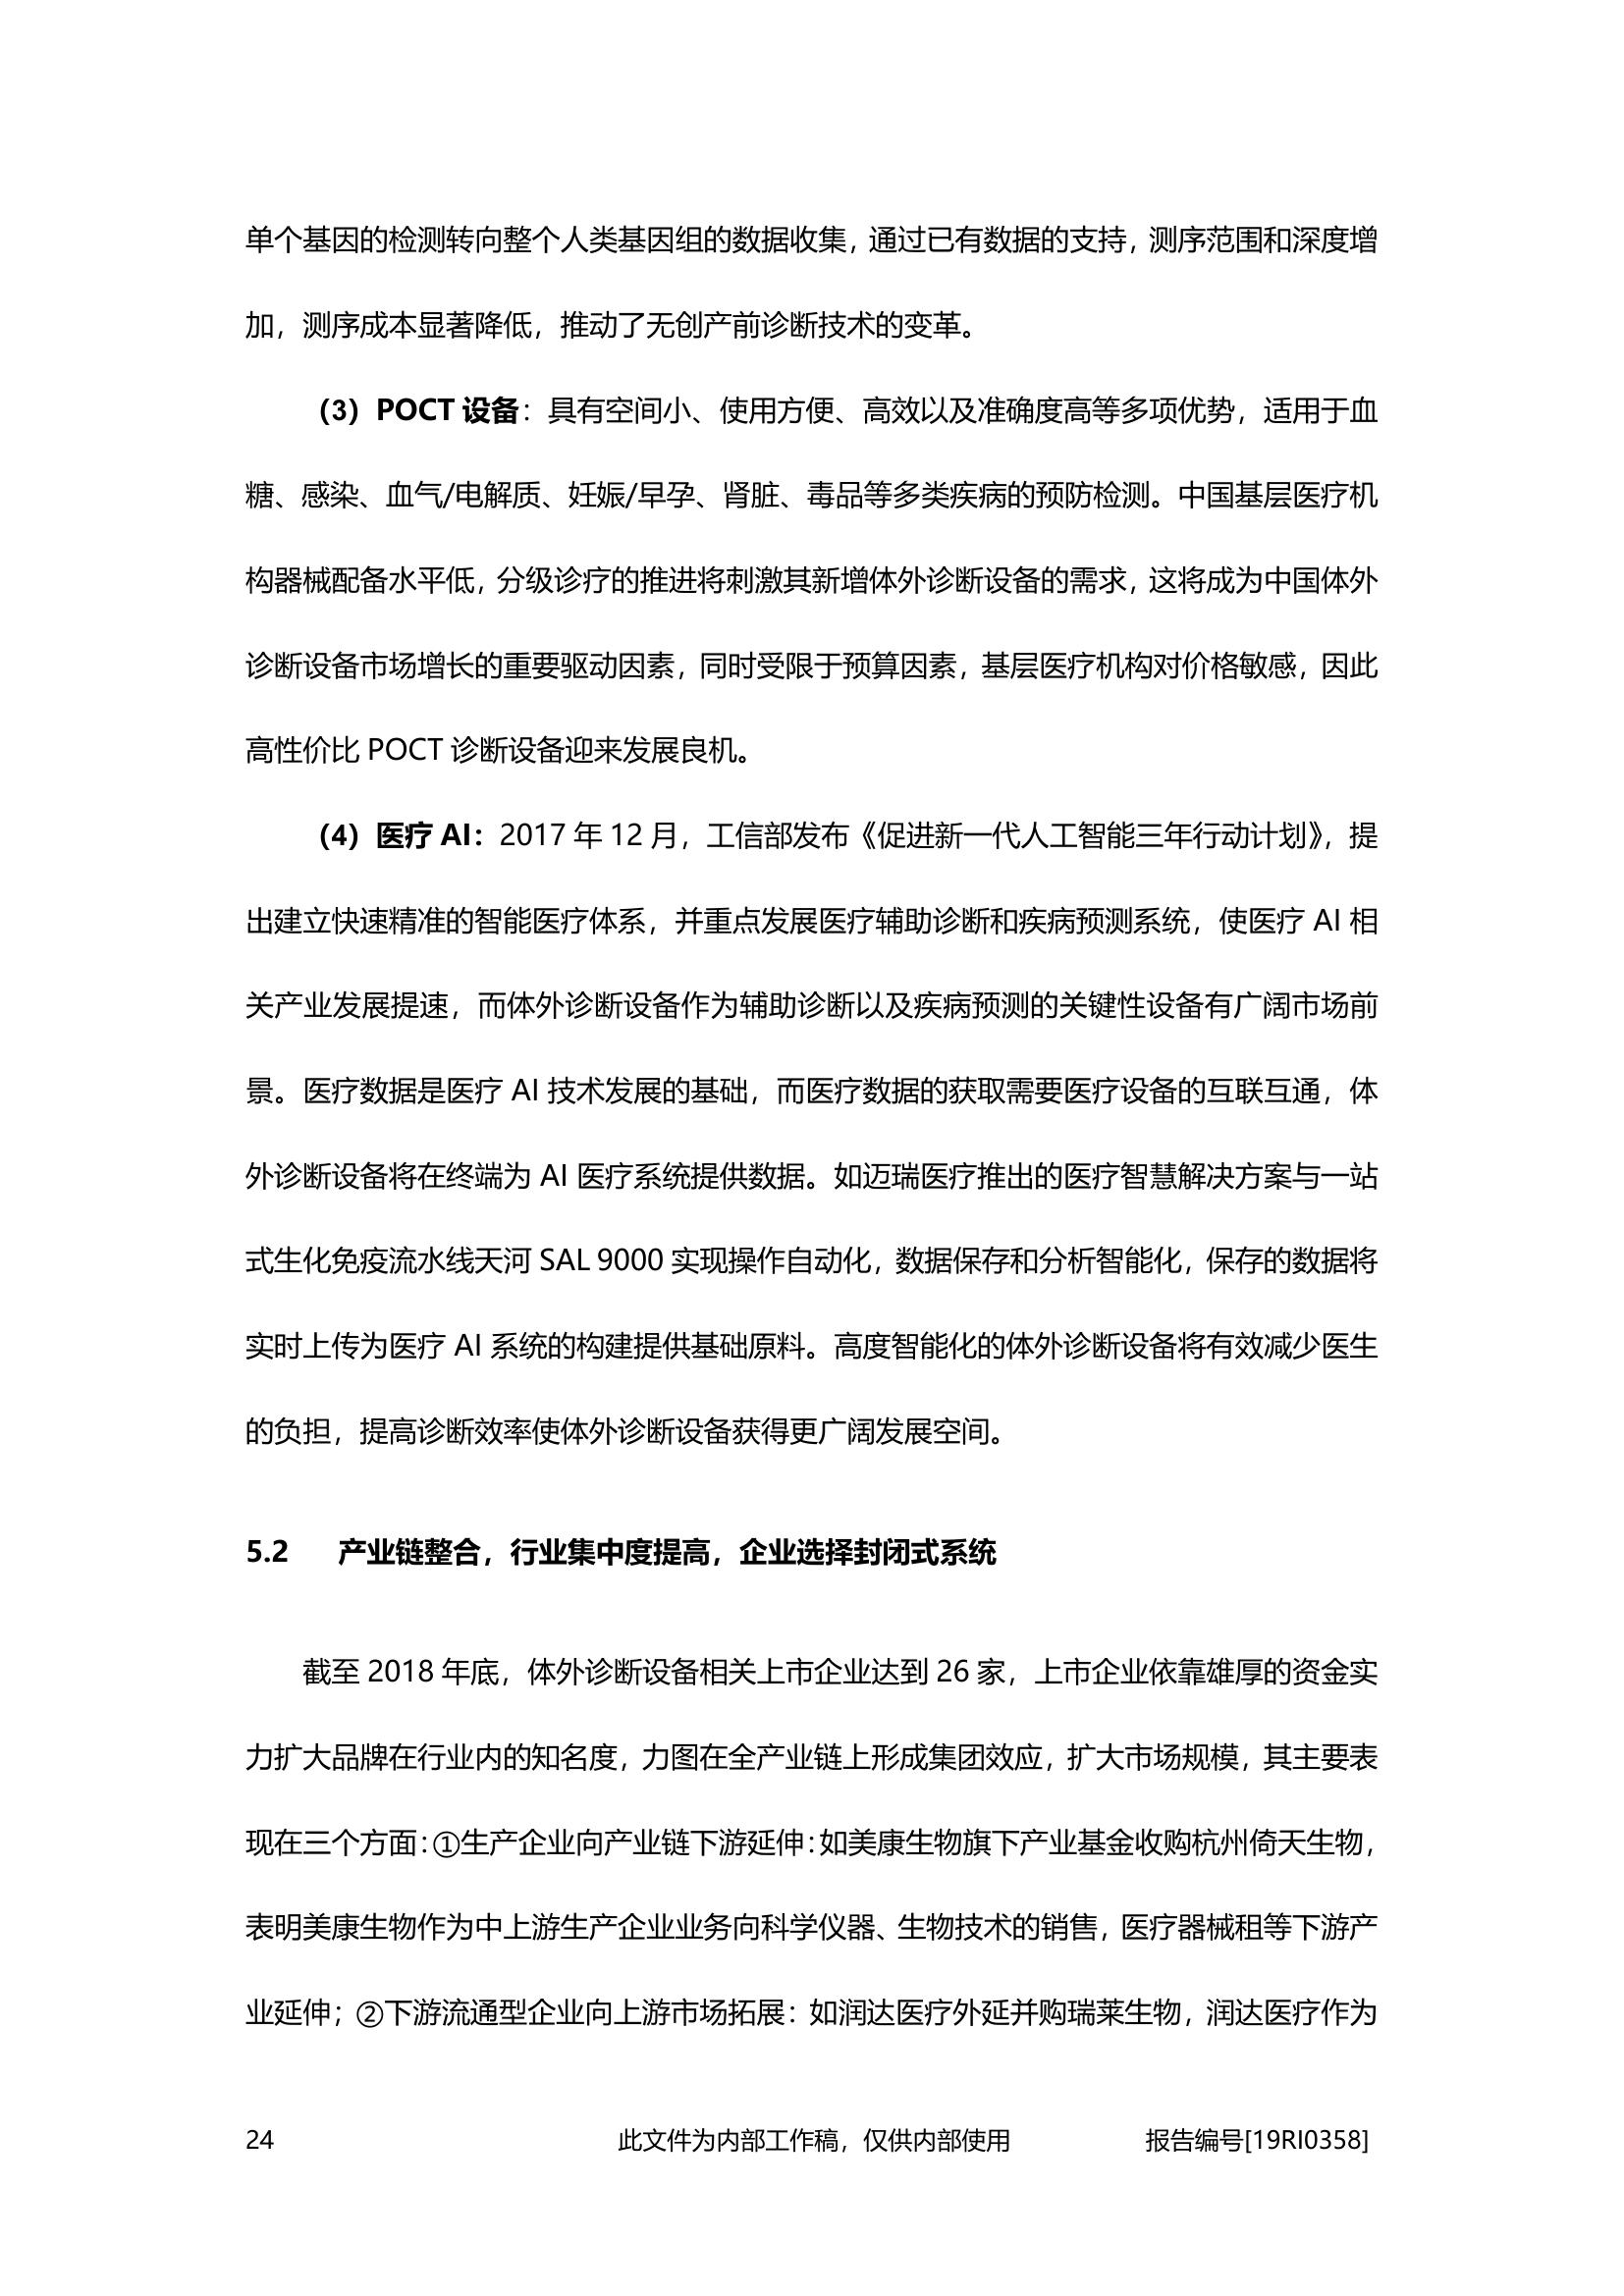 单个基因的检测转向整个人类基因组的数据收集，通过已有数据的支持，测序范围和深度增
加，测序成本显著降低，推动了无创产前诊断技术的变革。
（3）POCT 设备：具有空间小、使用方便、高效以及准确度高等多项优势，适用于血
糖、感染、血气/电解质、妊娠/早孕、肾脏、毒品等多类疾病的预防检测。中国基层医疗机
构器械配备水平低，分级诊疗的推进将刺激其新增体外诊断设备的需求，这将成为中国体外
诊断设备市场增长的重要驱动因素，同时受限于预算因素，基层医疗机构对价格敏感，因此
高性价比 POCT 诊断设备迎来发展良机。
（4）医疗 AI：2017 年 12 月，工信部发布《促进新一代人工智能三年行动计划》，提
出建立快速精准的智能医疗体系，并重点发展医疗辅助诊断和疾病预测系统，使医疗 AI 相
关产业发展提速，而体外诊断设备作为辅助诊断以及疾病预测的关键性设备有广阔市场前
景。医疗数据是医疗 AI 技术发展的基础，而医疗数据的获取需要医疗设备的互联互通，体
外诊断设备将在终端为 AI 医疗系统提供数据。如迈瑞医疗推出的医疗智慧解决方案与一站
式生化免疫流水线天河 SAL 9000 实现操作自动化，数据保存和分析智能化，保存的数据将
实时上传为医疗 AI 系统的构建提供基础原料。高度智能化的体外诊断设备将有效减少医生
的负担，提高诊断效率使体外诊断设备获得更广阔发展空间。
5.2 产业链整合，行业集中度提高，企业选择封闭式系统
截至 2018 年底，体外诊断设备相关上市企业达到 26 家，上市企业依靠雄厚的资金实
力扩大品牌在行业内的知名度，力图在全产业链上形成集团效应，扩大市场规模，其主要表
现在三个方面：①生产企业向产业链下游延伸：如美康生物旗下产业基金收购杭州倚天生物，
表明美康生物作为中上游生产企业业务向科学仪器、生物技术的销售，医疗器械租等下游产
业延伸；②下游流通型企业向上游市场拓展：如润达医疗外延并购瑞莱生物，润达医疗作为
24 此文件为内部工作稿，仅供内部使用 报告编号[19RI0358]